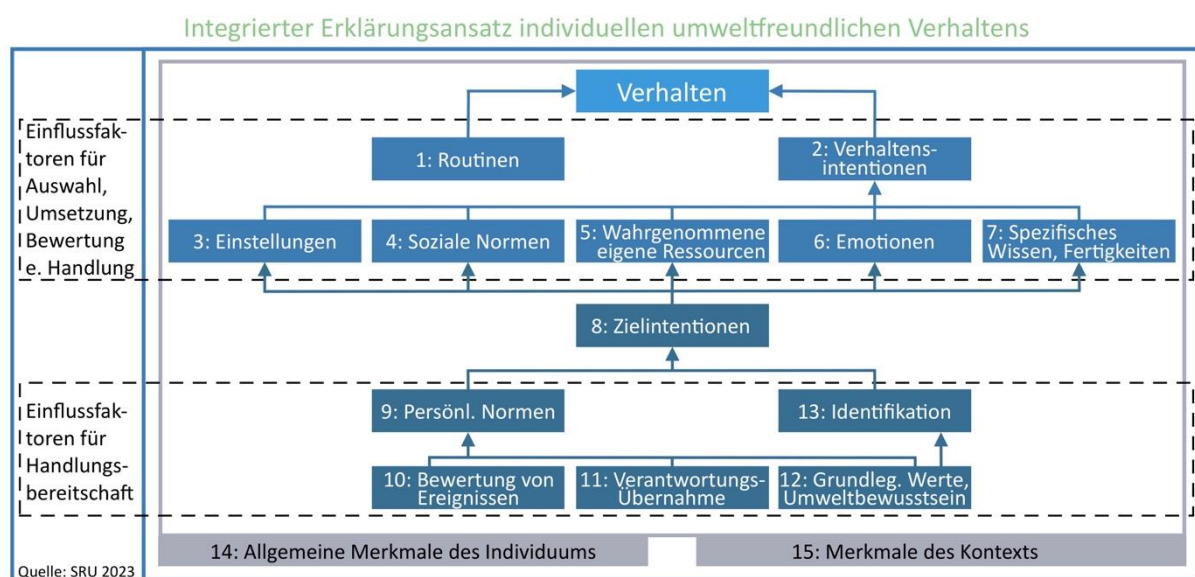 Integrierter Erklärungsansatz individuellen umweltfreundlichen Verhaltens
Einflussfak-
toren für
Auswahl,
Umsetzung,
Bewertung
e. Handlung
Verhalten
1: Routinen
2: Verhaltens-
intentionen
3: Einstellungen
4: Soziale Normen
5: Wahrgenommene
eigene Ressourcen
6: Emotionen
7: Spezifisches
Wissen, Fertigkeiten
8: Zielintentionen
Einflussfak-
toren für
Handlungs-
bereitschaft
9: Persönl. Normen
13: Identifikation
10: Bewertung von
Ereignissen
11: Verantwortungs-
Übernahme
12: Grundleg. Werte,
Umweltbewusstsein
14: Allgemeine Merkmale des Individuums
15: Merkmale des Kontexts
Quelle: SRU 2023